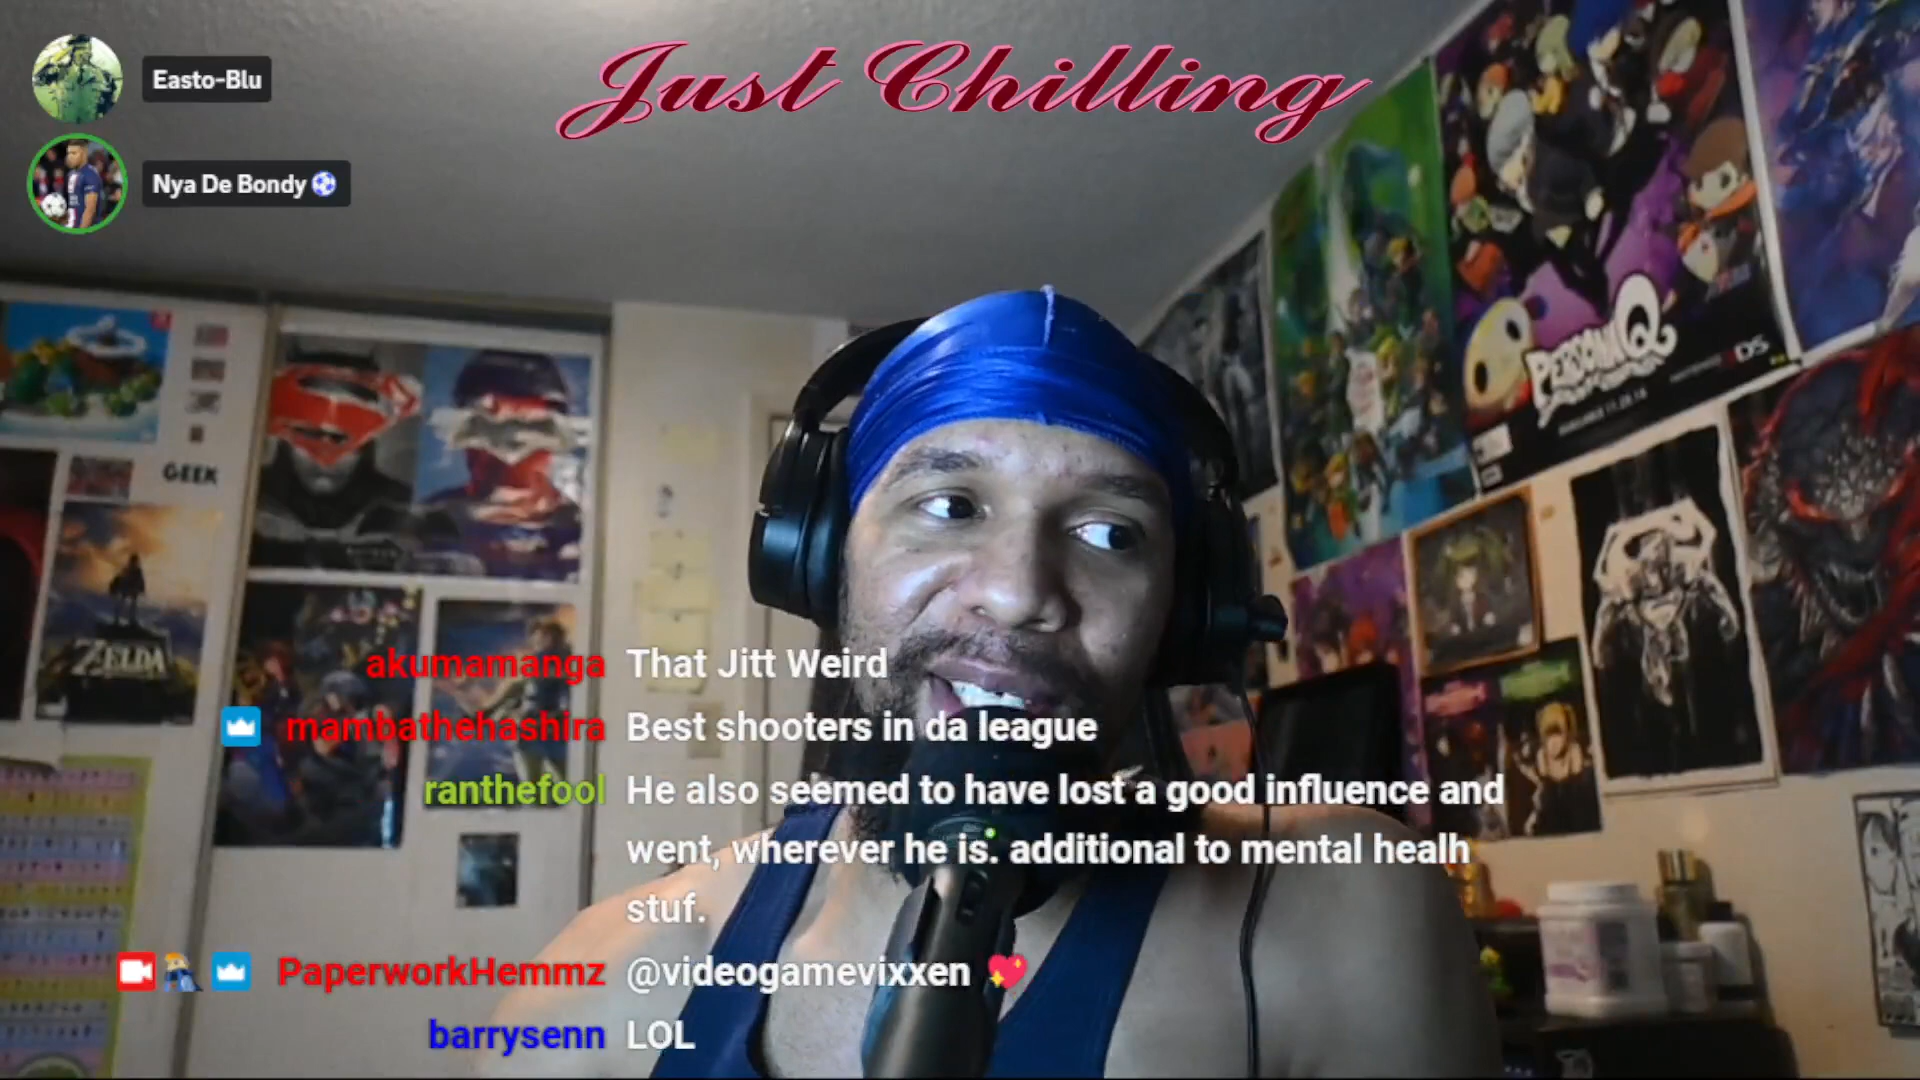 Just Chilling
Easto-Blu
Nya De Bondy
GEEK
ZELDA
PERSONA Q
3DS
akumamanga That Jitt Weird
mambathehashira Best shooters in da league
ranthefool He also seemed to have lost a good influence and
went, wherever he is. additional to mental healh
stuf.
PaperworkHemmz @videogamevixxen 💖
barrysenn LOL